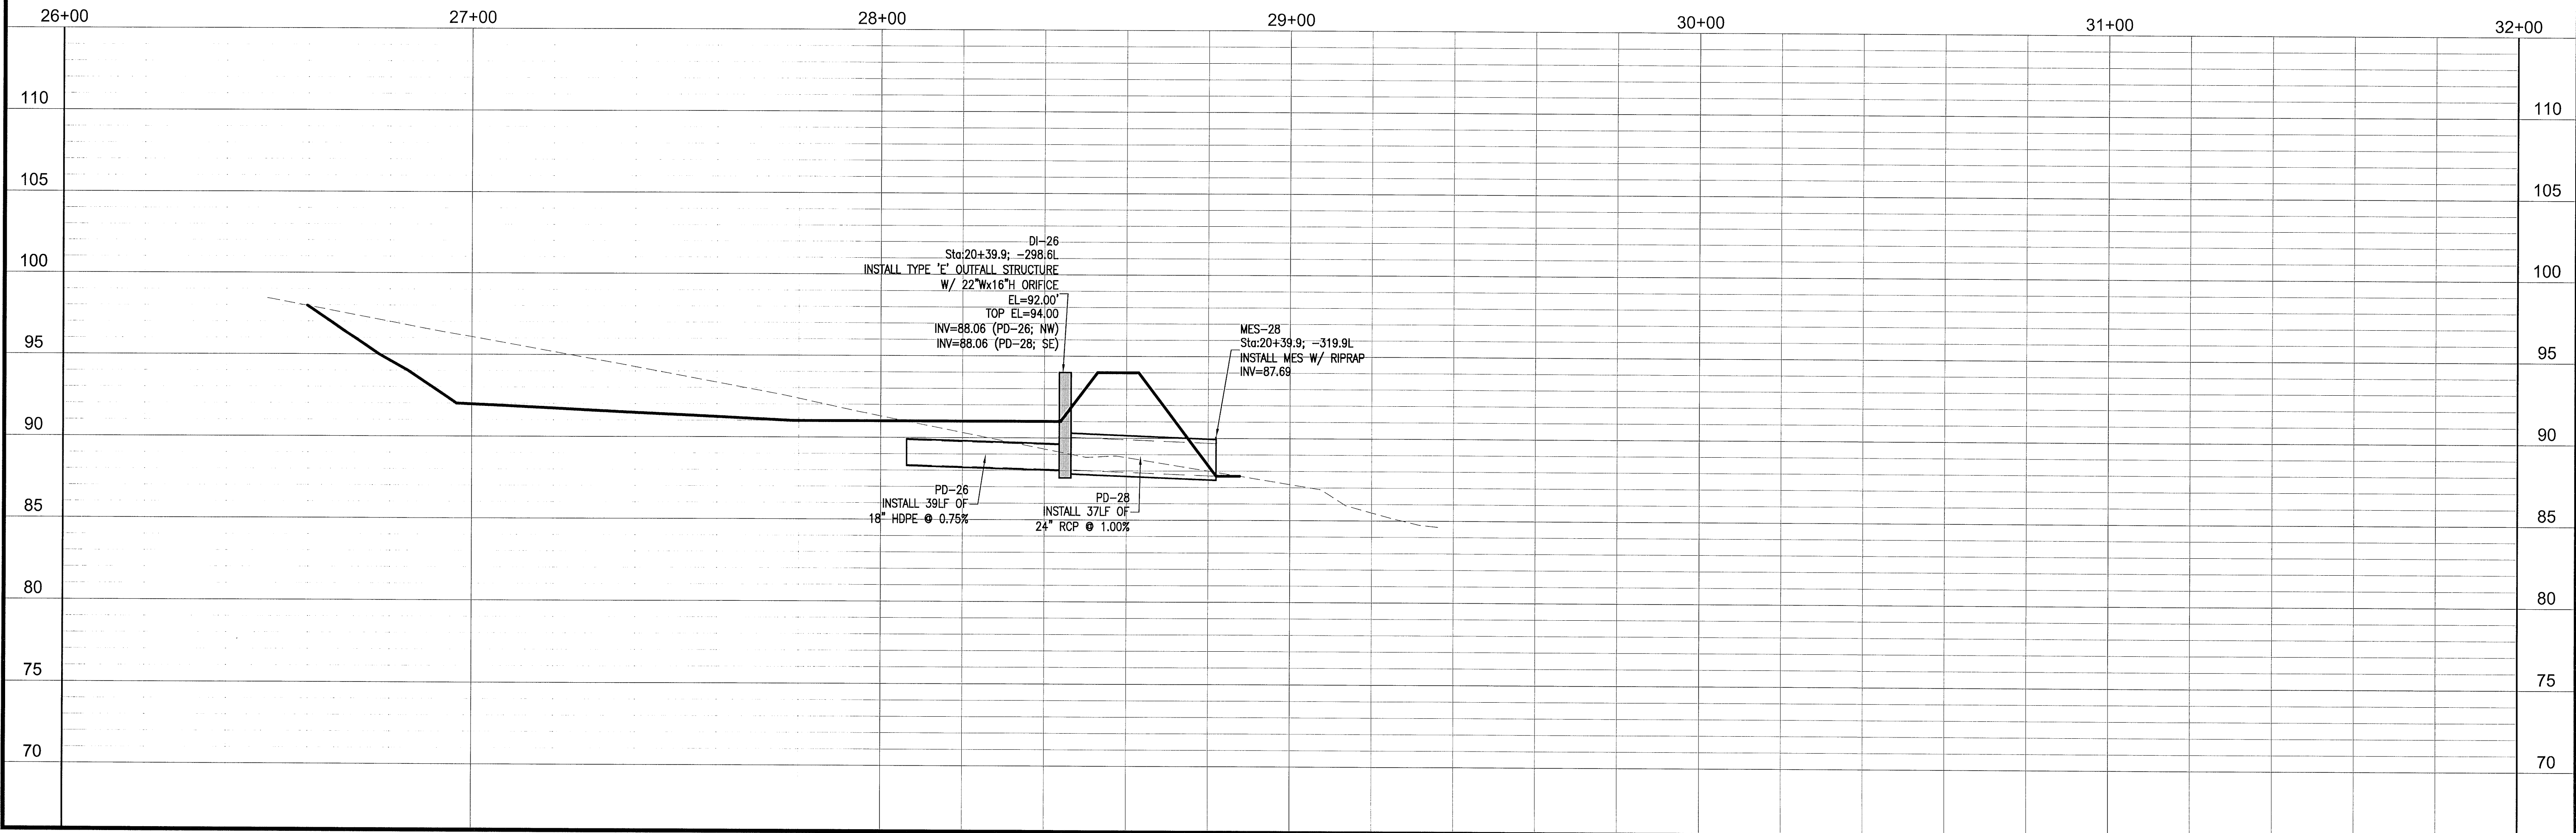 26+00 27+00 28+00 29+00 30+00 31+00 32+00
110 110
105 105
100 100
95 95
90 90
85 85
80 80
75 75
70 70
DI-26
Sta:20+39.9; -298.6L
INSTALL TYPE 'E' OUTFALL STRUCTURE
W/ 22"Wx16"H ORIFICE
EL=92.00'
TOP EL=94.00
INV=88.06 (PD-26; NW)
INV=88.06 (PD-28; SE)
MES-28
Sta:20+39.9; -319.9L
INSTALL MES W/ RIPRAP
INV=87.69
PD-26
INSTALL 39LF OF
18" HDPE @ 0.75%
PD-28
INSTALL 37LF OF
24" RCP @ 1.00%